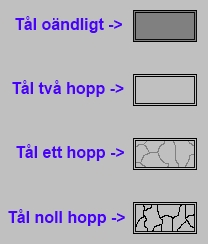 Tål oändligt ->
Tål två hopp ->
Tål ett hopp ->
Tål noll hopp ->